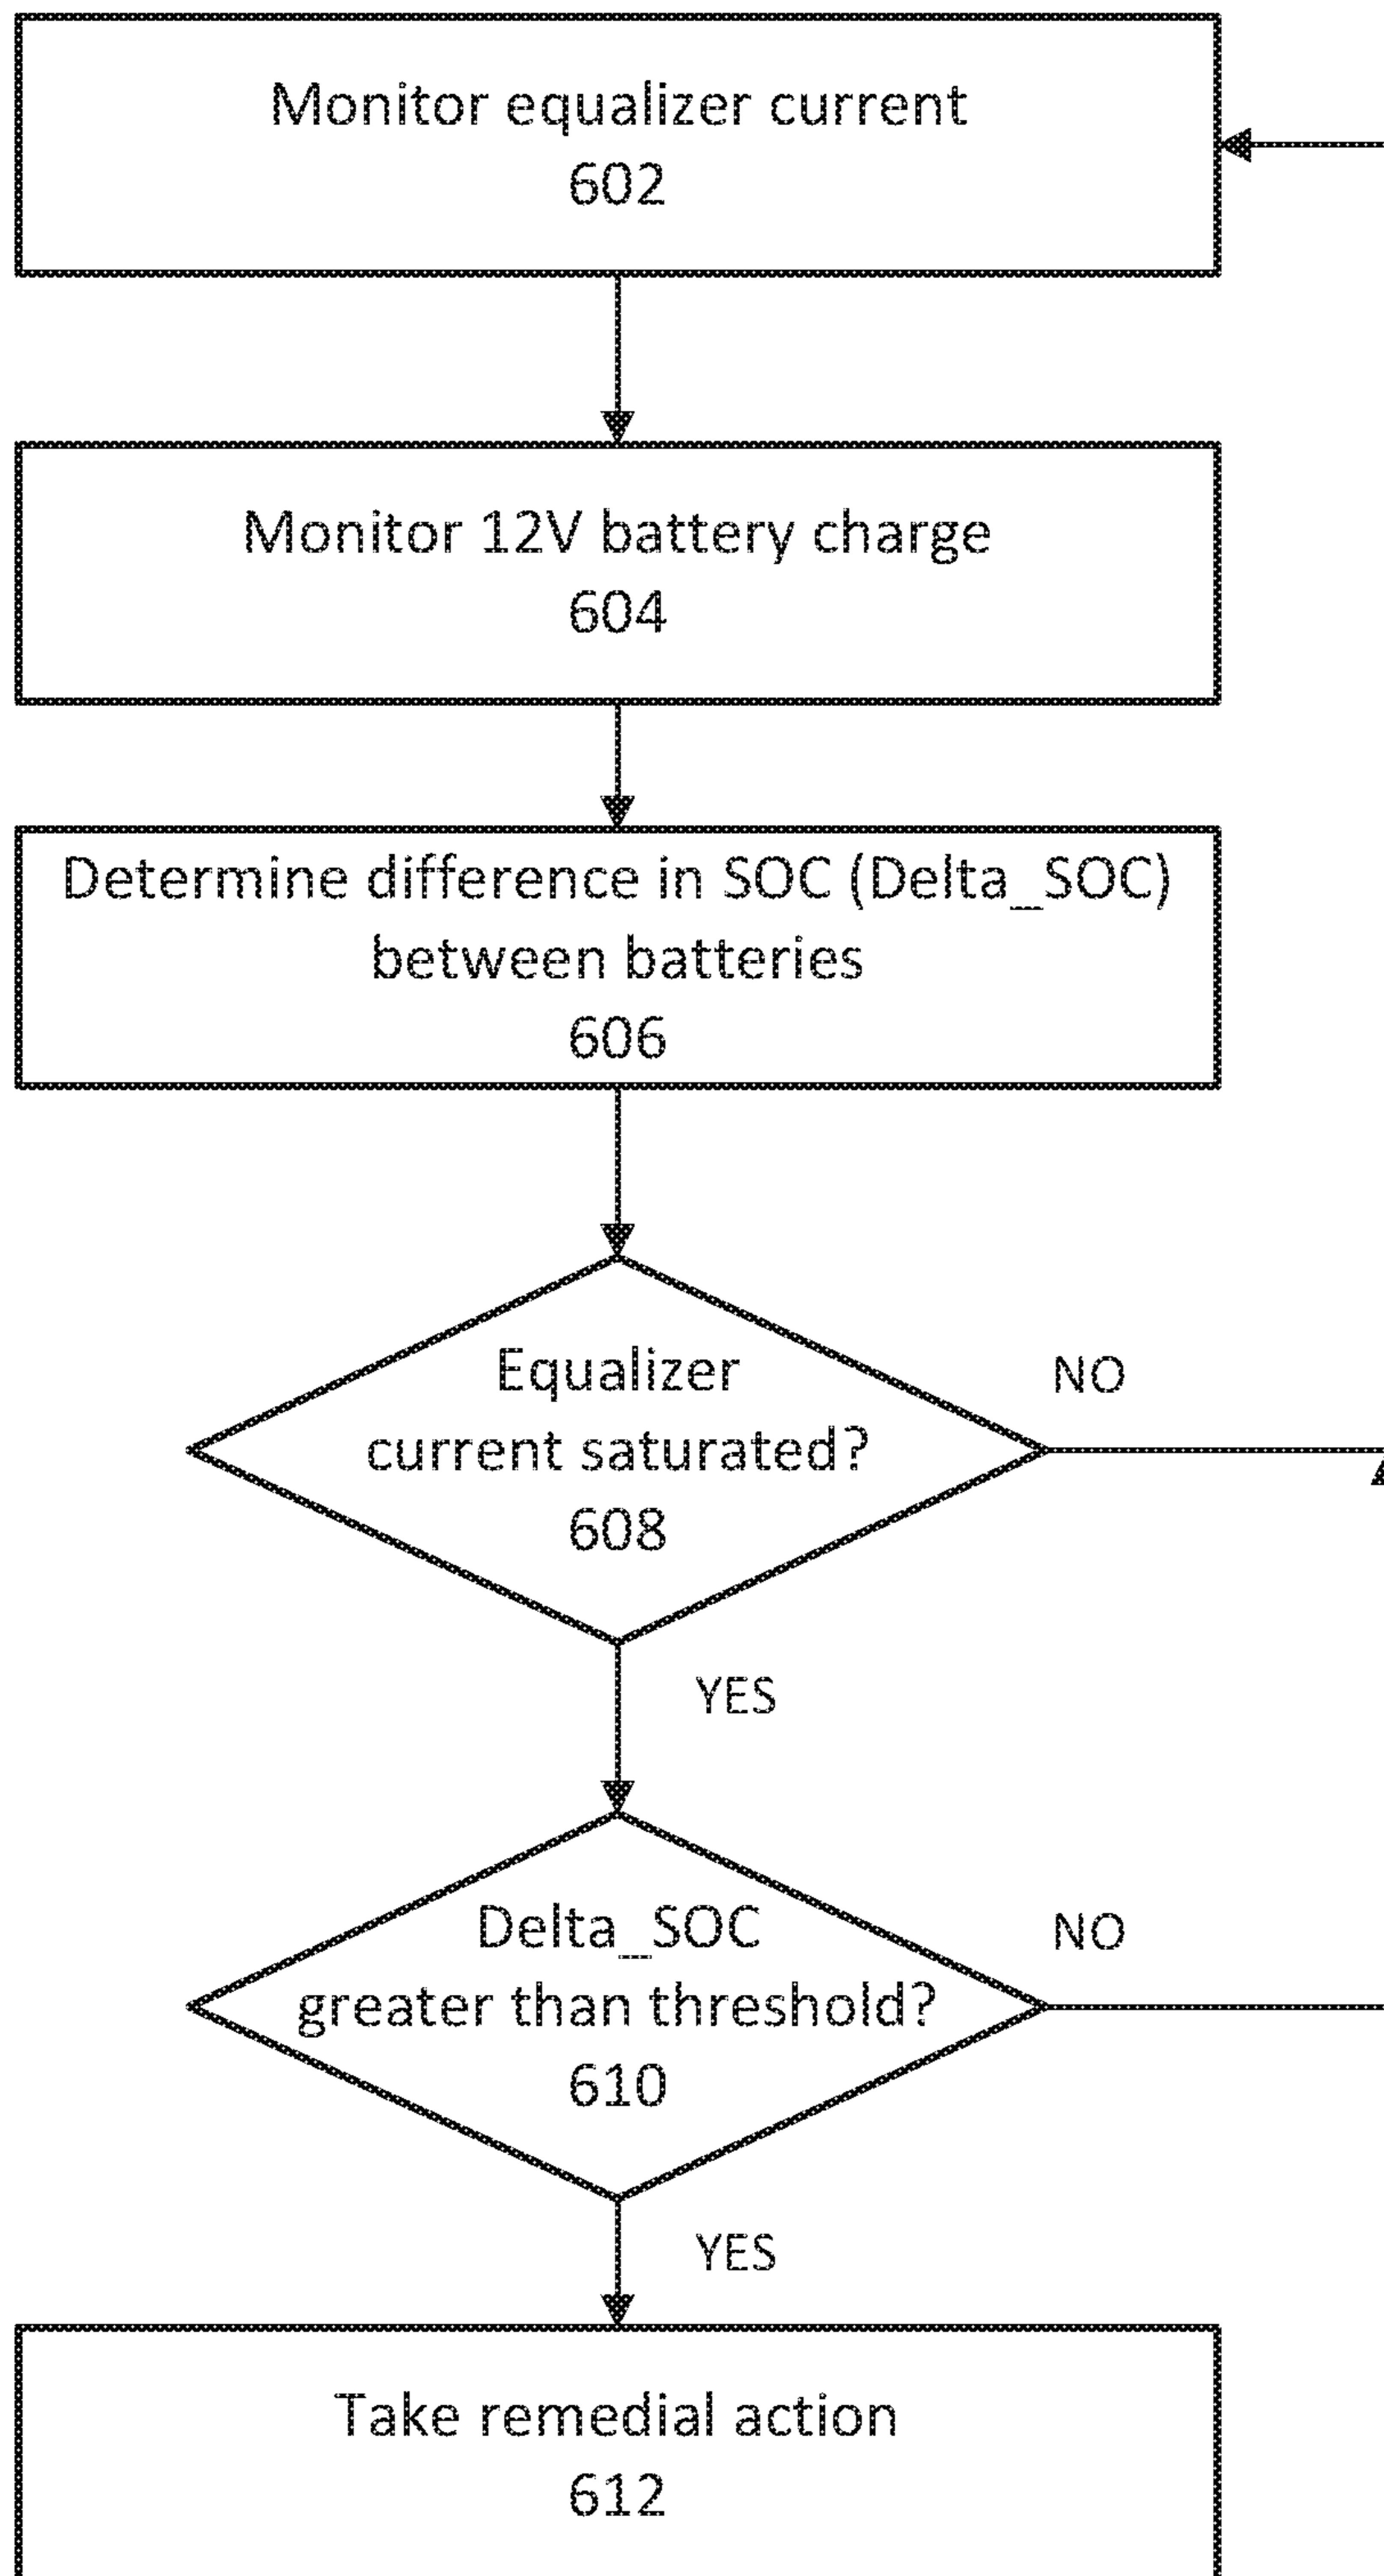 Monitor equalizer current
602
Monitor 12V battery charge
604
Determine difference in SOC (Delta_SOC)
between batteries
606
Equalizer
current saturated?
608
NO
YES
Delta_SOC
greater than threshold?
610
NO
YES
Take remedial action
612